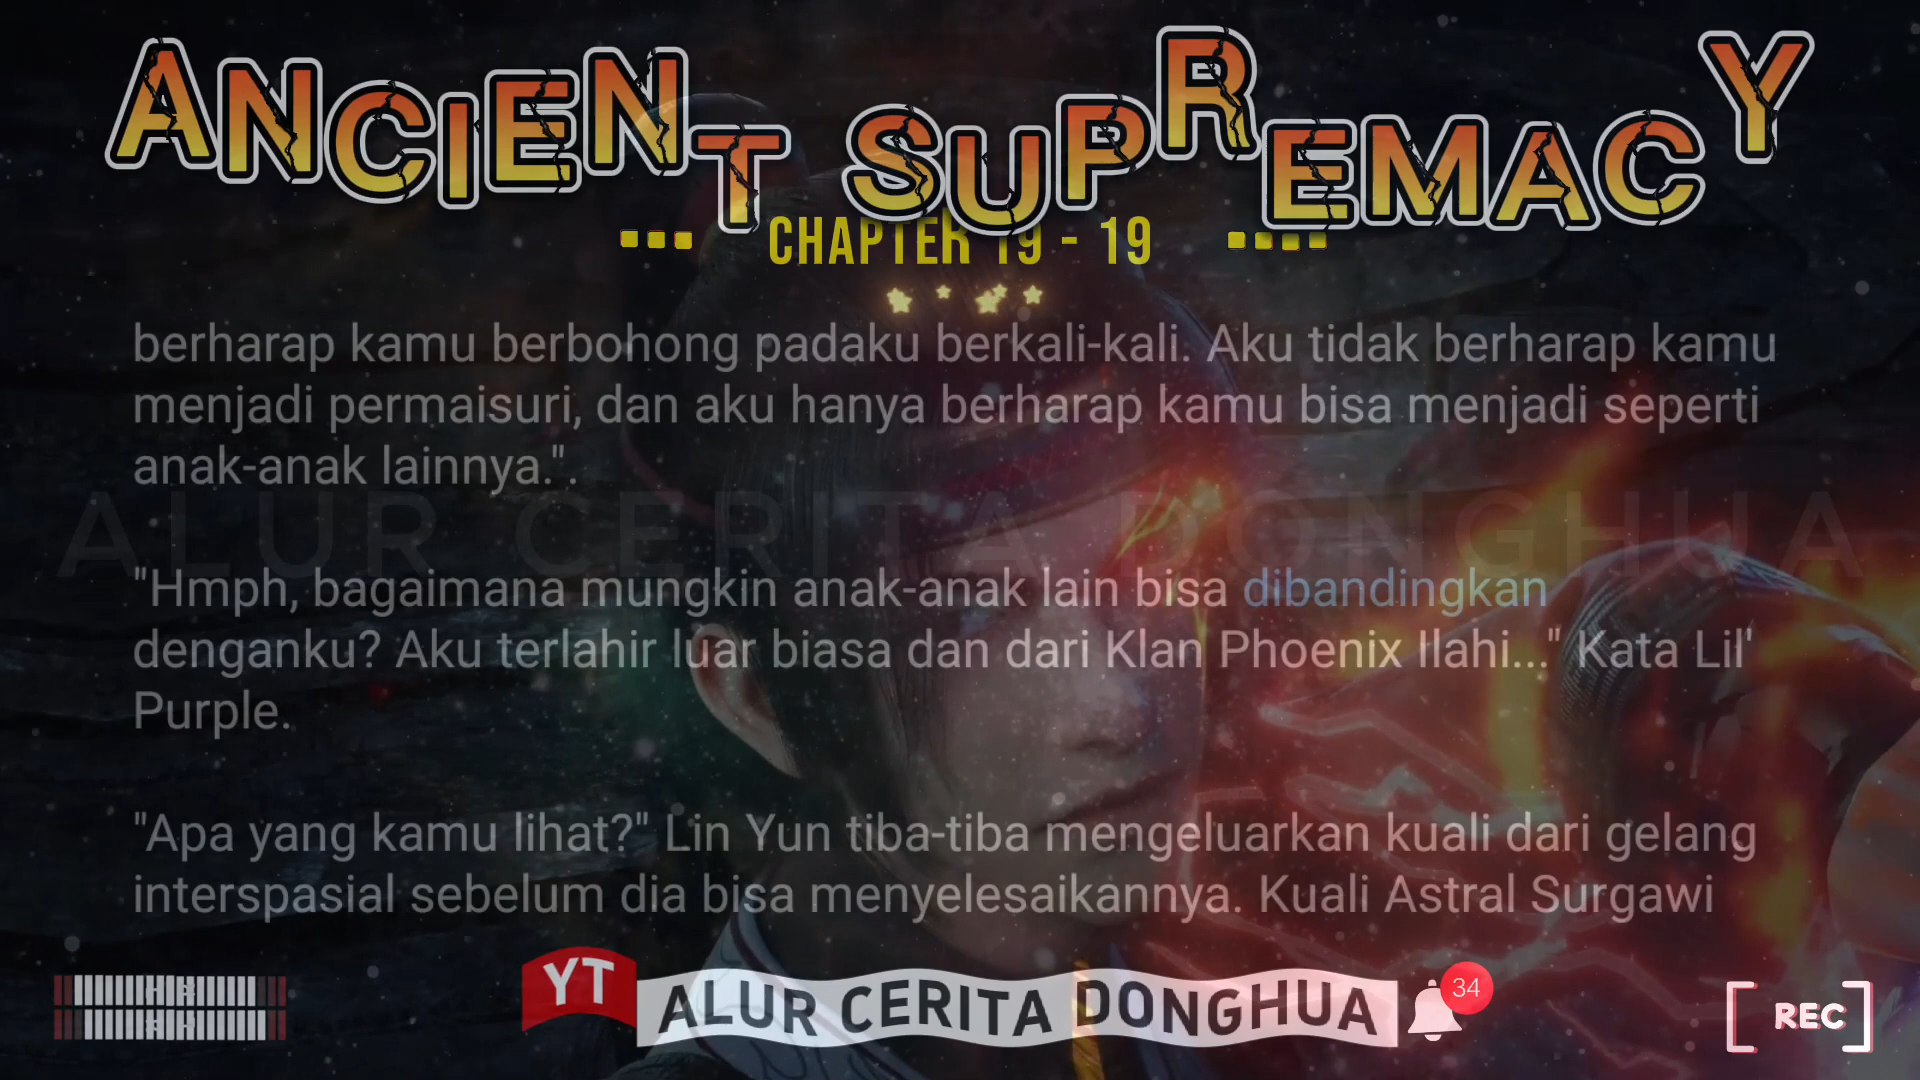 ANCIENT SUPREMACY
CHAPTER 19 - 19
berharap kamu berbohong padaku berkali-kali. Aku tidak berharap kamu
menjadi permaisuri, dan aku hanya berharap kamu bisa menjadi seperti
anak-anak lainnya.".
ALUR CERITA DONGHUA
"Hmph, bagaimana mungkin anak-anak lain bisa dibandingkan
denganku? Aku terlahir luar biasa dan dari Klan Phoenix Ilahi..." Kata Lil'
Purple.
"Apa yang kamu lihat?" Lin Yun tiba-tiba mengeluarkan kuali dari gelang
interspasial sebelum dia bisa menyelesaikannya. Kuali Astral Surgawi
YT ALUR CERITA DONGHUA 34
REC